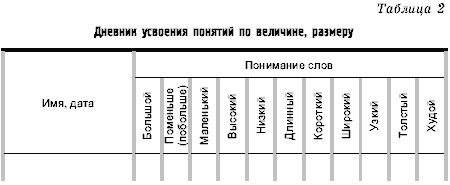 Таблица 2
Дневник усвоения понятий по величине, размеру
Имя, дата
Понимание слов
Большой
Поменьше
(побольше)
Маленький
Высокий
Низкий
Длинный
Короткий
Широкий
Узкий
Толстый
Худой